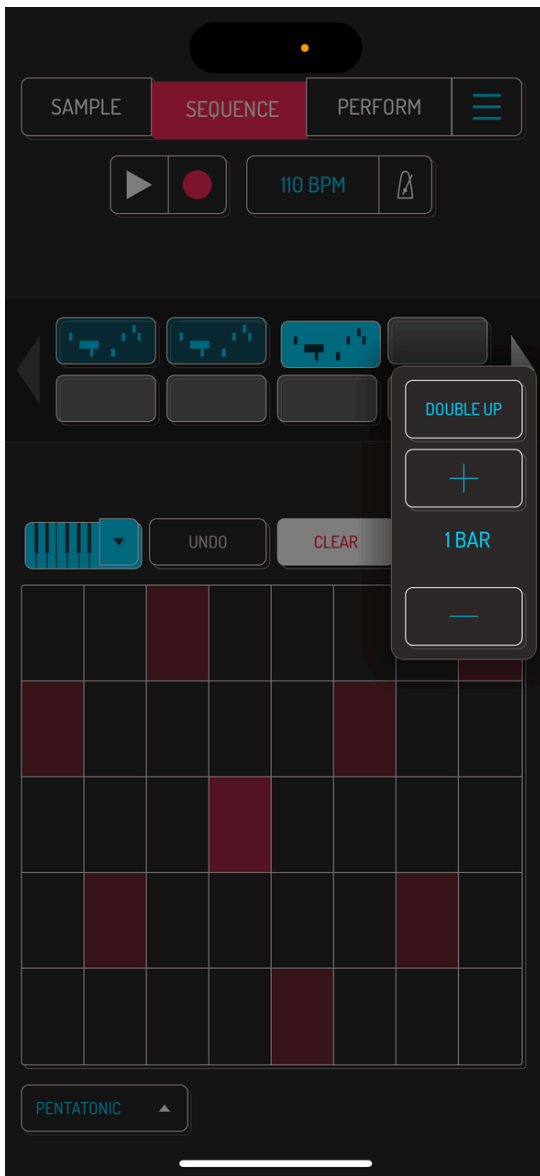 SAMPLE
SEQUENCE
PERFORM
110 BPM
DOUBLE UP
1 BAR
UNDO
CLEAR
PENTATONIC